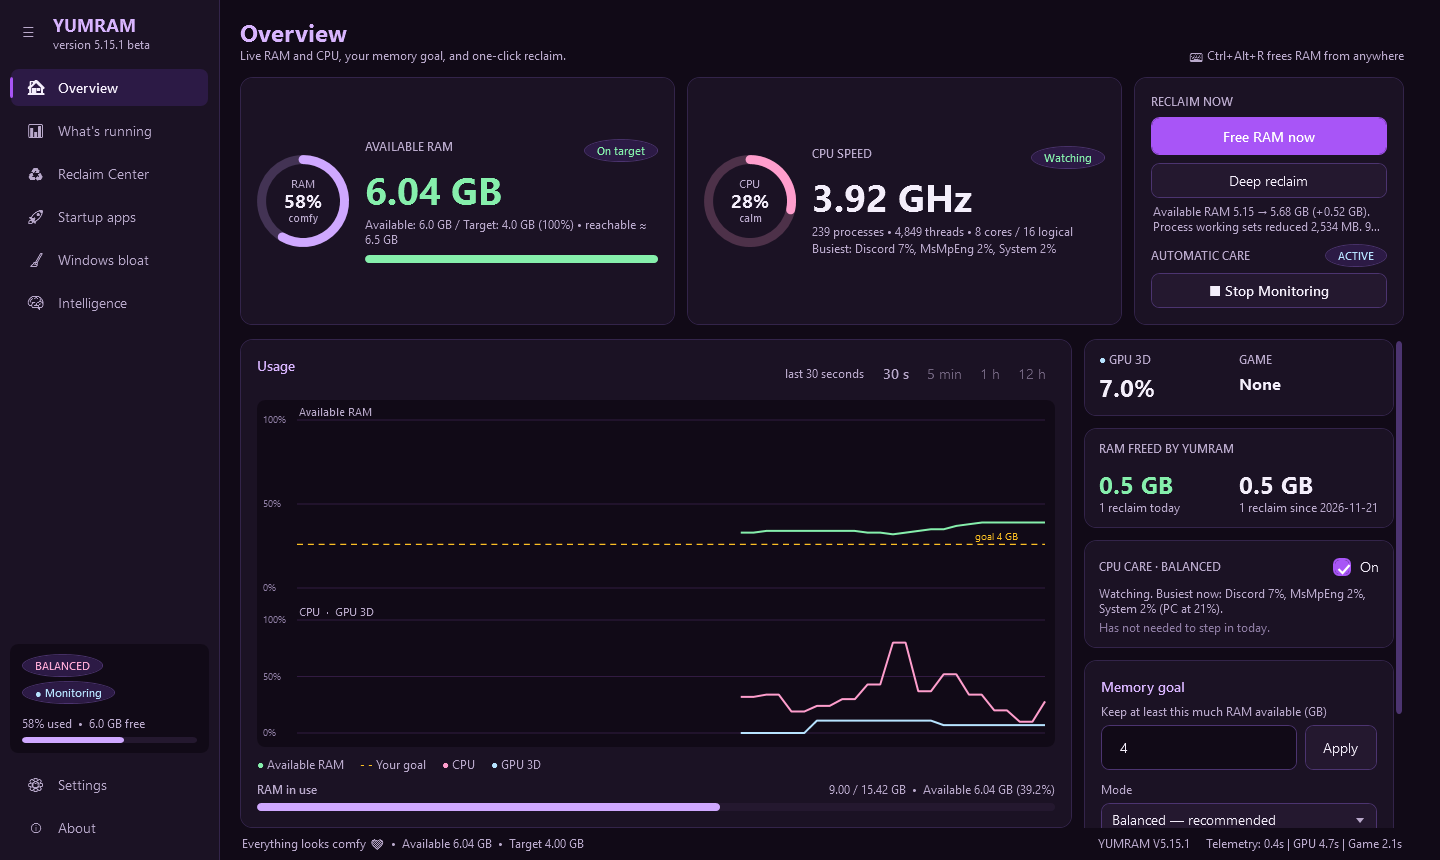 YUMRAM
version 5.15.1 beta
Overview
What's running
Reclaim Center
Startup apps
Windows bloat
Intelligence
BALANCED
● Monitoring
58% used • 6.0 GB free
Settings
About
Overview
Live RAM and CPU, your memory goal, and one-click reclaim.
Ctrl+Alt+R frees RAM from anywhere
RAM
58%
comfy
AVAILABLE RAM
On target
6.04 GB
Available: 6.0 GB / Target: 4.0 GB (100%) • reachable ≈
6.5 GB
CPU
28%
calm
CPU SPEED
Watching
3.92 GHz
239 processes • 4,849 threads • 8 cores / 16 logical
Busiest: Discord 7%, MsMpEng 2%, System 2%
RECLAIM NOW
Free RAM now
Deep reclaim
Available RAM 5.15 → 5.68 GB (+0.52 GB).
Process working sets reduced 2,534 MB. 9...
AUTOMATIC CARE
ACTIVE
■ Stop Monitoring
Usage
last 30 seconds 30 s 5 min 1 h 12 h
Available RAM
100%
50%
goal 4 GB
0%
CPU · GPU 3D
100%
50%
0%
● Available RAM - - Your goal ● CPU ● GPU 3D
RAM in use
9.00 / 15.42 GB • Available 6.04 GB (39.2%)
● GPU 3D
7.0%
GAME
None
RAM FREED BY YUMRAM
0.5 GB
1 reclaim today
0.5 GB
1 reclaim since 2026-11-21
CPU CARE · BALANCED
On
Watching. Busiest now: Discord 7%, MsMpEng 2%,
System 2% (PC at 21%).
Has not needed to step in today.
Memory goal
Keep at least this much RAM available (GB)
4
Apply
Mode
Balanced — recommended
Everything looks comfy • Available 6.04 GB • Target 4.00 GB
YUMRAM V5.15.1
Telemetry: 0.4s | GPU 4.7s | Game 2.1s